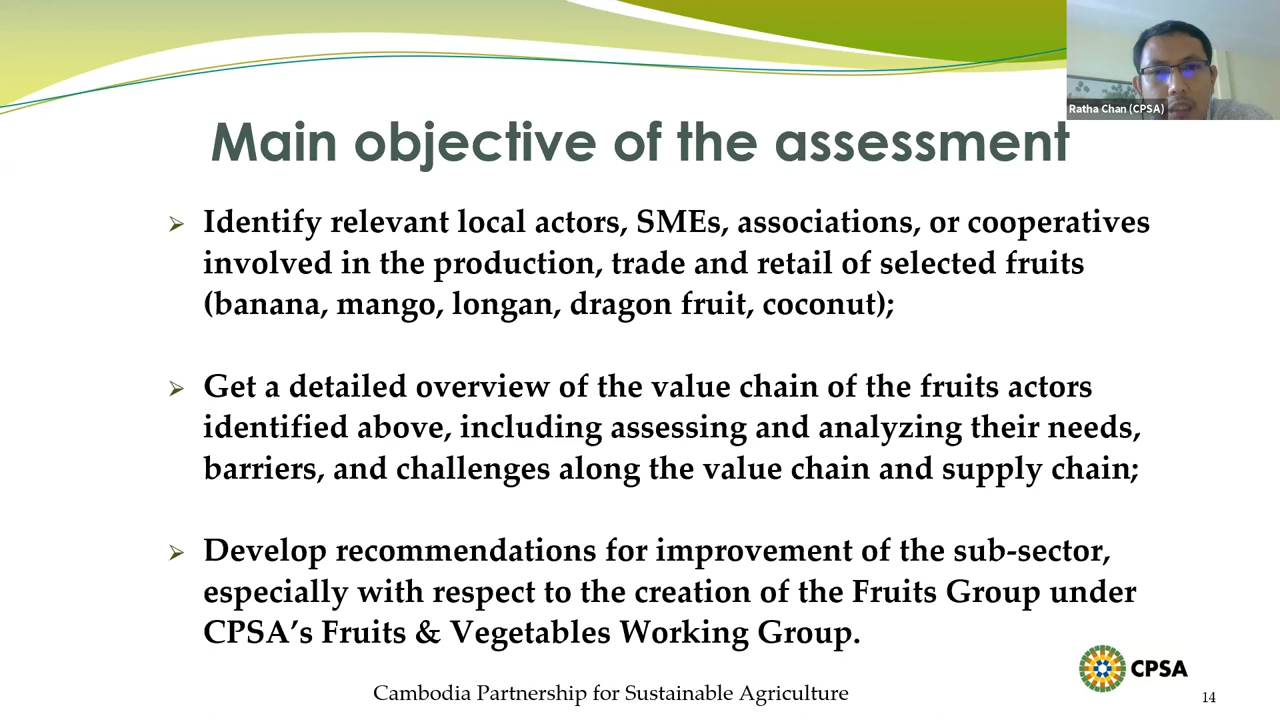 Ratha Chan (CPSA)
Main objective of the assessment
➢ Identify relevant local actors, SMEs, associations, or cooperatives
involved in the production, trade and retail of selected fruits
(banana, mango, longan, dragon fruit, coconut);
➢ Get a detailed overview of the value chain of the fruits actors
identified above, including assessing and analyzing their needs,
barriers, and challenges along the value chain and supply chain;
➢ Develop recommendations for improvement of the sub-sector,
especially with respect to the creation of the Fruits Group under
CPSA’s Fruits & Vegetables Working Group.
CPSA
Cambodia Partnership for Sustainable Agriculture
14